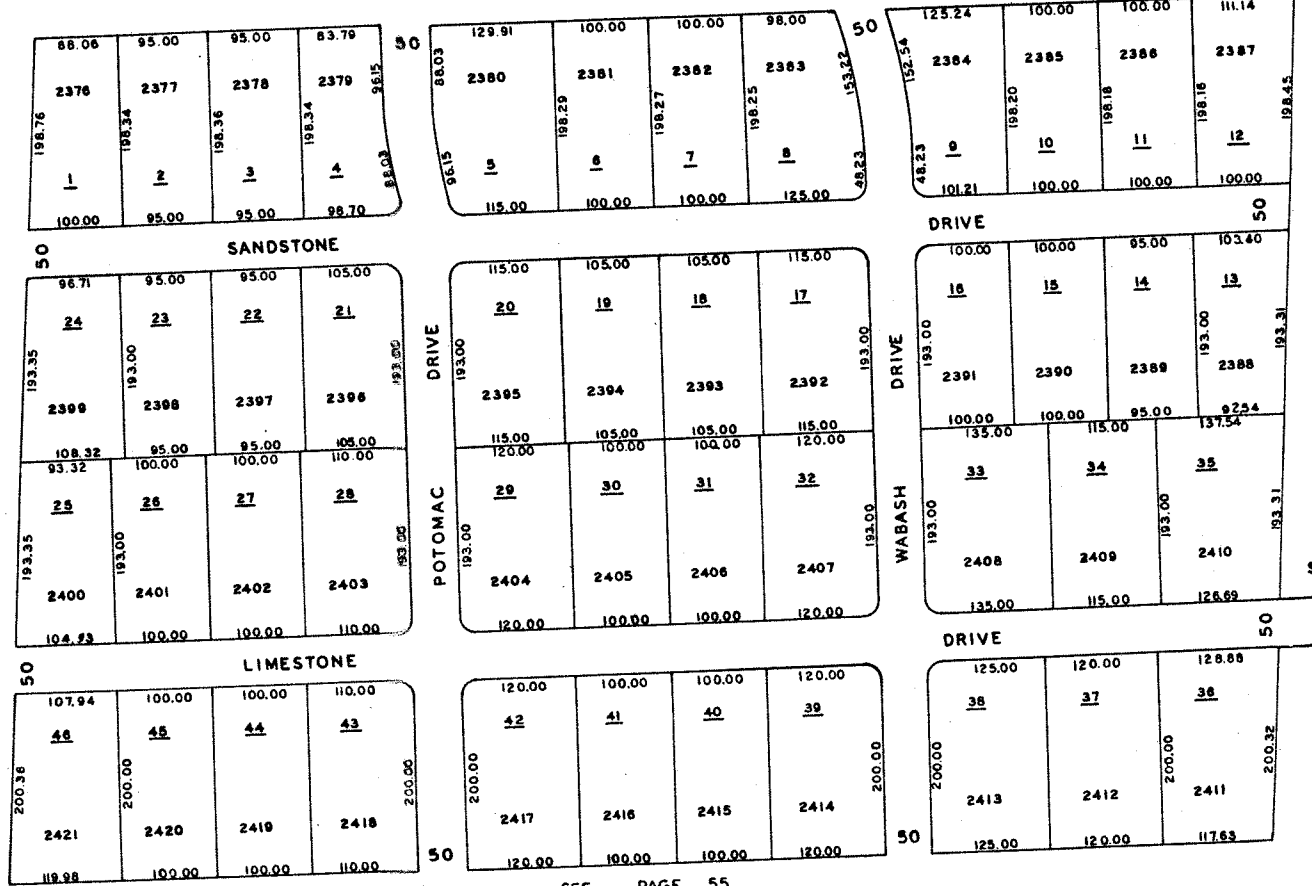 88.06 95.00 95.00 83.79 50 129.91 100.00 100.00 98.00 50 125.24 100.00 100.00 111.14
198.76 198.34 198.36 198.34 96.15 88.03 198.29 198.27 198.25 153.22 152.54 198.20 198.18 198.16 198.45
2376 2377 2378 2379 2380 2381 2382 2383 2384 2385 2386 2387
1 2 3 4 88.03 96.15 5 6 7 8 48.23 48.23 9 10 11 12
100.00 95.00 95.00 98.70 115.00 100.00 100.00 125.00 101.21 100.00 100.00 100.00
50 SANDSTONE DRIVE 50
96.71 95.00 95.00 105.00 115.00 105.00 105.00 115.00 100.00 100.00 95.00 103.40
24 23 22 21 20 19 18 17 16 15 14 13
193.35 193.00 193.00 DRIVE 193.00 193.00 DRIVE 193.00 193.00 193.31
2399 2398 2397 2396 2395 2394 2393 2392 2391 2390 2389 2388
108.32 95.00 95.00 105.00 115.00 105.00 105.00 115.00 100.00 100.00 95.00 92.54
93.32 100.00 100.00 110.00 120.00 100.00 100.00 120.00 135.00 115.00 137.54
25 26 27 28 29 30 31 32 33 34 35
193.35 193.00 193.00 POTOMAC 193.00 193.00 WABASH 193.00 193.00 193.31
2400 2401 2402 2403 2404 2405 2406 2407 2408 2409 2410
100.00 100.00 110.00 120.00 100.00 100.00 120.00 135.00 115.00 126.69
50 LIMESTONE DRIVE 50
107.94 100.00 100.00 110.00 120.00 100.00 100.00 120.00 125.00 120.00 128.88
46 45 44 43 42 41 40 39 38 37 36
200.36 200.00 200.00 200.00 200.00 200.00 200.00 200.32
2421 2420 2419 2418 2417 2416 2415 2414 2413 2412 2411
119.98 100.00 100.00 110.00 50 120.00 100.00 100.00 120.00 50 125.00 120.00 117.63
SEE PAGE 55